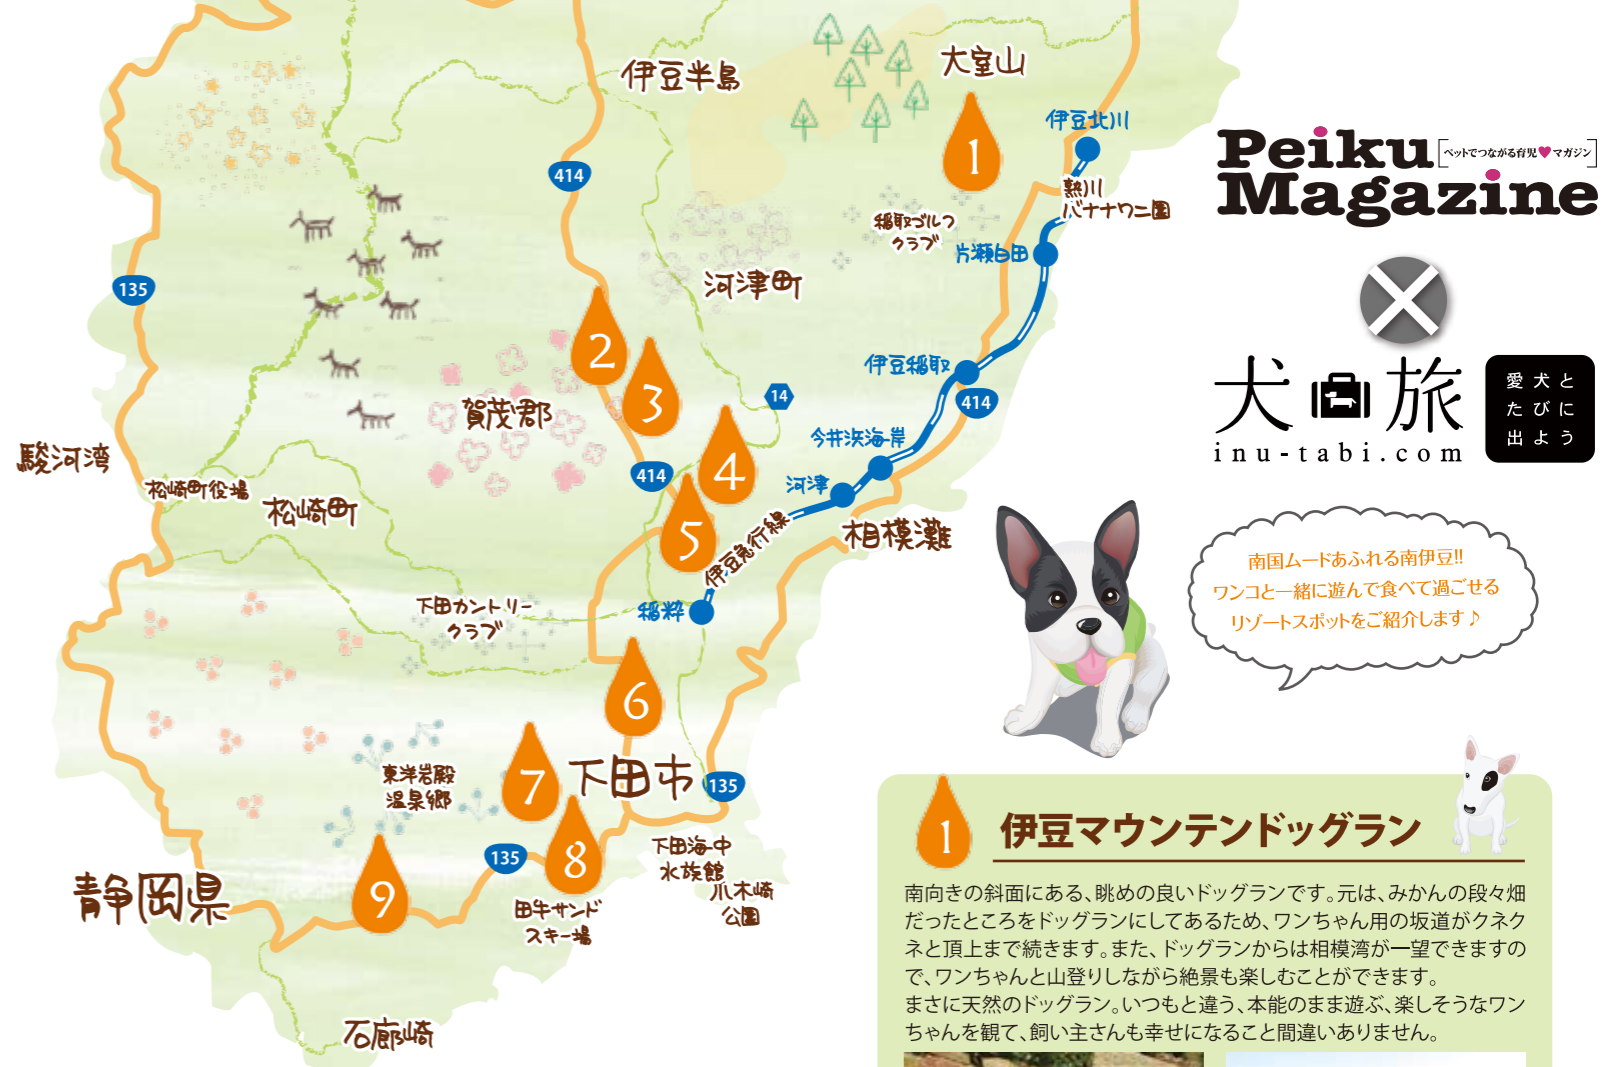 伊豆半島
大室山
1
伊豆北川
熱川
バナナワニ園
414
稲取ゴルフ
クラブ
片瀬白田
135
河津町
2
3
伊豆稲取
414
14
賀茂郡
今井浜海岸
4
414
駿河湾
松崎町役場
松崎町
河津
相模灘
5
伊豆急行線
下田カントリー
クラブ
稲梓
6
東洋岩殿
温泉郷
7
下田市
135
135
8
下田海中
水族館
爪木崎
公園
9
静岡県
田牛サンド
スキー場
石廊崎
Peiku
[ペットでつながる育児♥マガジン]
Magazine
×
犬旅
inu-tabi.com
愛犬と
たびに
出よう
南国ムードあふれる南伊豆!!
ワンコと一緒に遊んで食べて過ごせる
リゾートスポットをご紹介します♪
1
伊豆マウンテンドッグラン
南向きの斜面にある、眺めの良いドッグランです。元は、みかんの段々畑
だったところをドッグランにしてあるため、ワンちゃん用の坂道がクネク
ネと頂上まで続きます。また、ドッグランからは相模湾が一望できますの
で、ワンちゃんと山登りしながら絶景も楽しむことができます。
まさに天然のドッグラン。いつもと違う、本能のまま遊ぶ、楽しそうなワン
ちゃんを観て、飼い主さんも幸せになること間違いありません。